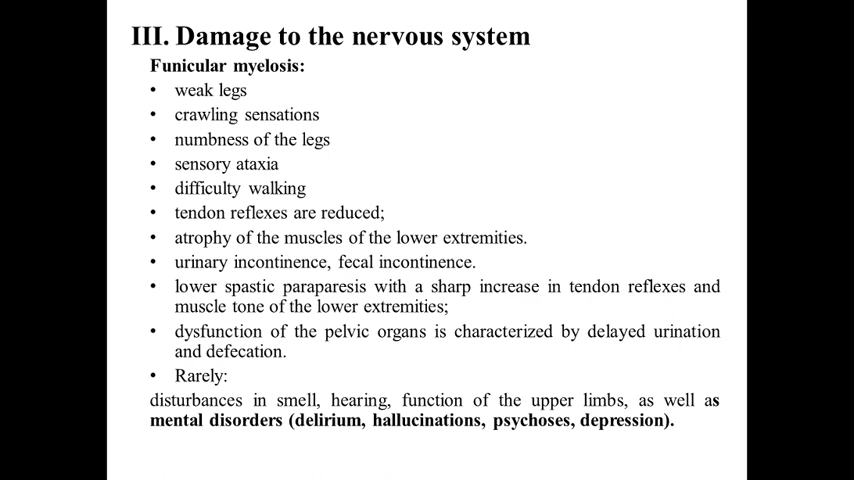 III. Damage to the nervous system
Funicular myelosis:
• weak legs
• crawling sensations
• numbness of the legs
• sensory ataxia
• difficulty walking
• tendon reflexes are reduced;
• atrophy of the muscles of the lower extremities.
• urinary incontinence, fecal incontinence.
• lower spastic paraparesis with a sharp increase in tendon reflexes and
muscle tone of the lower extremities;
• dysfunction of the pelvic organs is characterized by delayed urination
and defecation.
• Rarely:
disturbances in smell, hearing, function of the upper limbs, as well as
mental disorders (delirium, hallucinations, psychoses, depression).